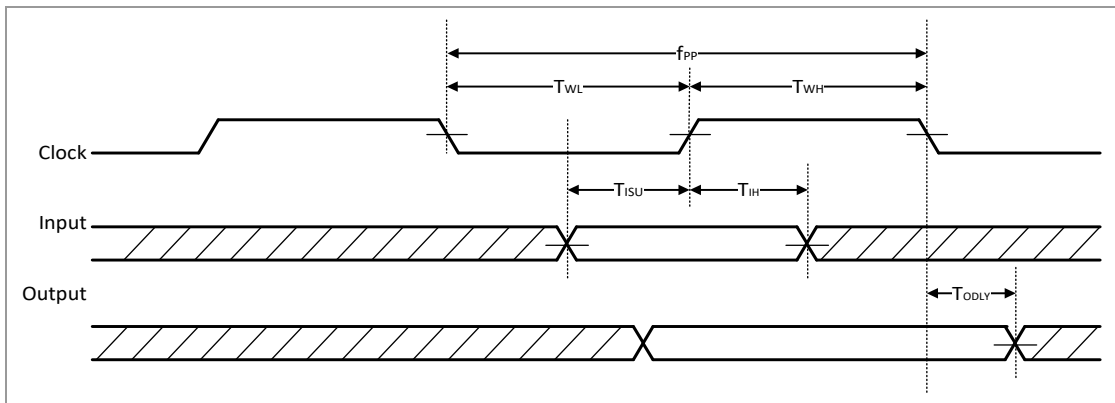 fPP
TWL TWH
Clock
TISU TIH
Input
Output
TODLY